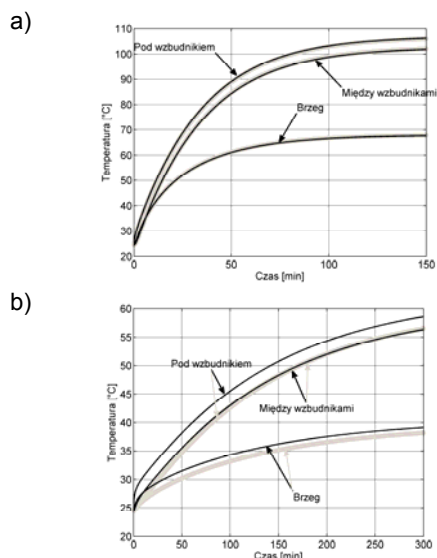 a)
110
100
90
80
70
60
50
40
30
20
Temperatura [°C]
Pod wzbudnikiem
Między wzbudnikami
Brzeg
0
50
100
150
Czas [min]
b)
60
55
50
45
40
35
30
25
20
Temperatura [°C]
Pod wzbudnikiem
Między wzbudnikami
Brzeg
0
50
100
150
200
250
300
Czas [min]